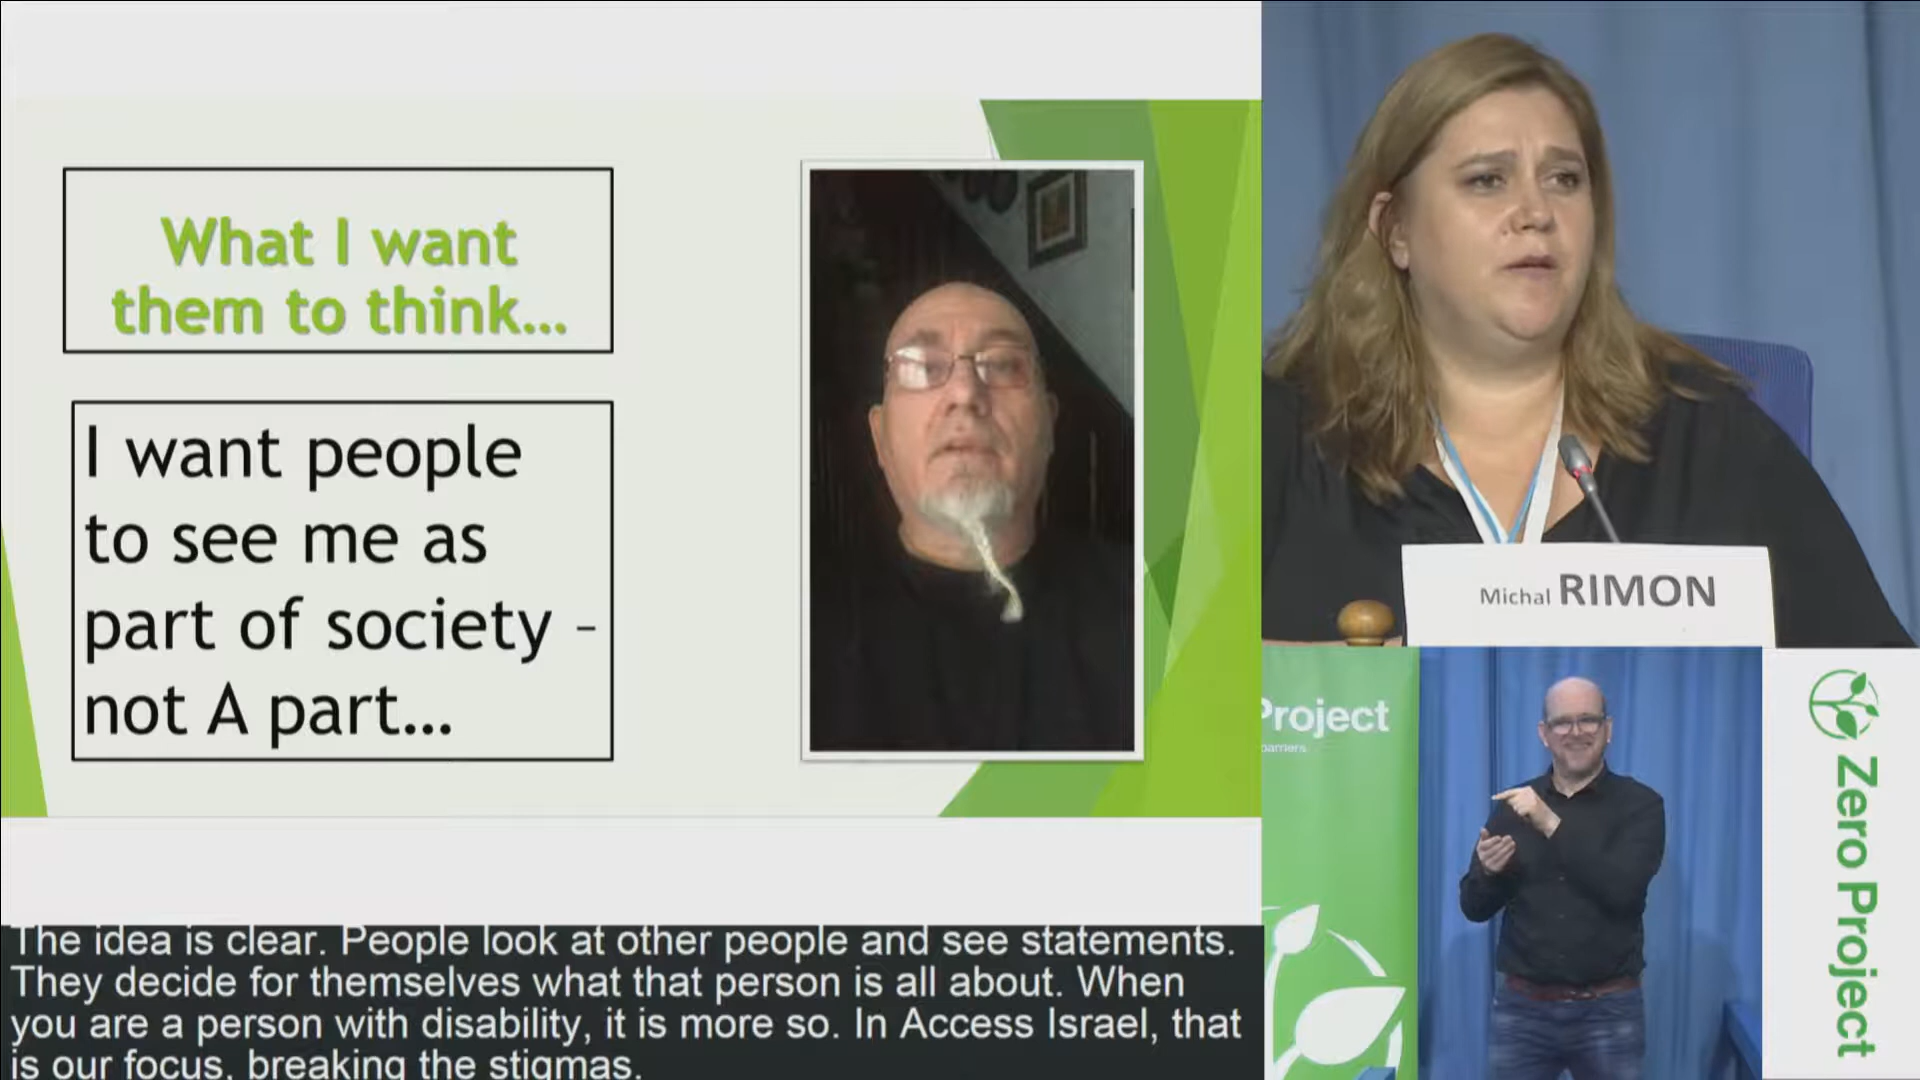 What I want
them to think...
I want people
to see me as
part of society –
not A part...
Michal RIMON
Project
barriers
Zero Project
The idea is clear. People look at other people and see statements.
They decide for themselves what that person is all about. When
you are a person with disability, it is more so. In Access Israel, that
is our focus, breaking the stigmas.